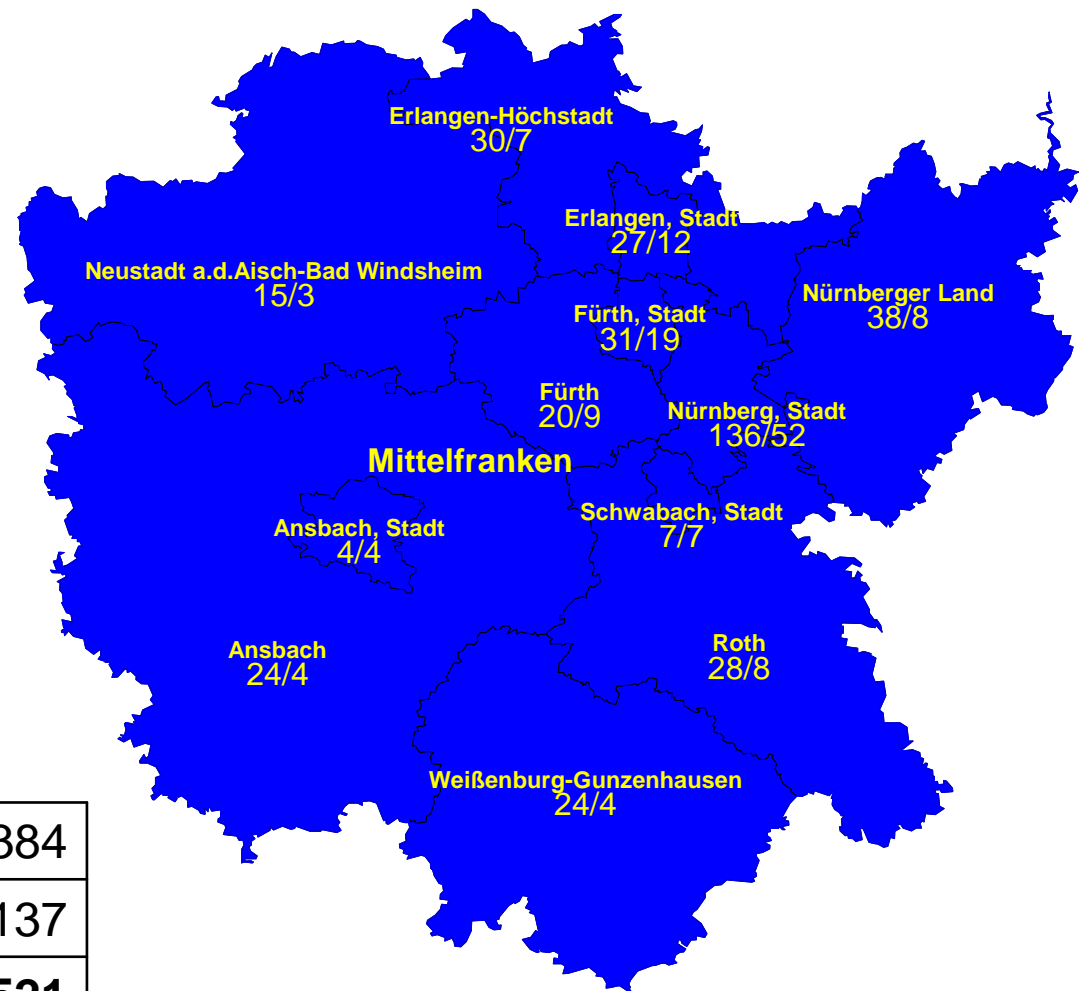 Erlangen-Höchstadt
30/7
Erlangen, Stadt
27/12
Neustadt a.d.Aisch-Bad Windsheim
15/3
Nürnberger Land
38/8
Fürth, Stadt
31/19
Fürth
20/9
Nürnberg, Stadt
136/52
Mittelfranken
Schwabach, Stadt
7/7
Ansbach, Stadt
4/4
Roth
28/8
Ansbach
24/4
Weißenburg-Gunzenhausen
24/4
384
137
521